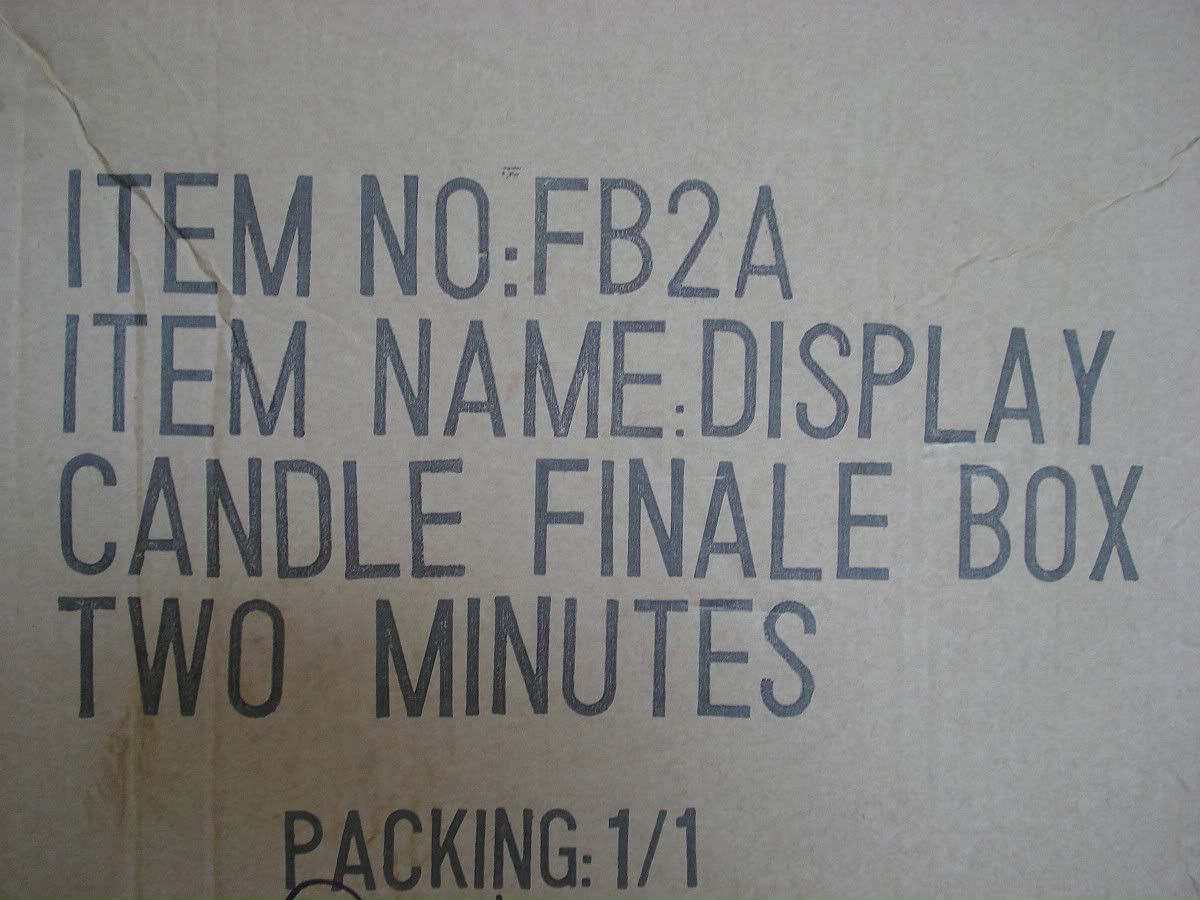 ITEM NO:FB2A
ITEM NAME:DISPLAY
CANDLE FINALE BOX
TWO MINUTES
PACKING:1/1